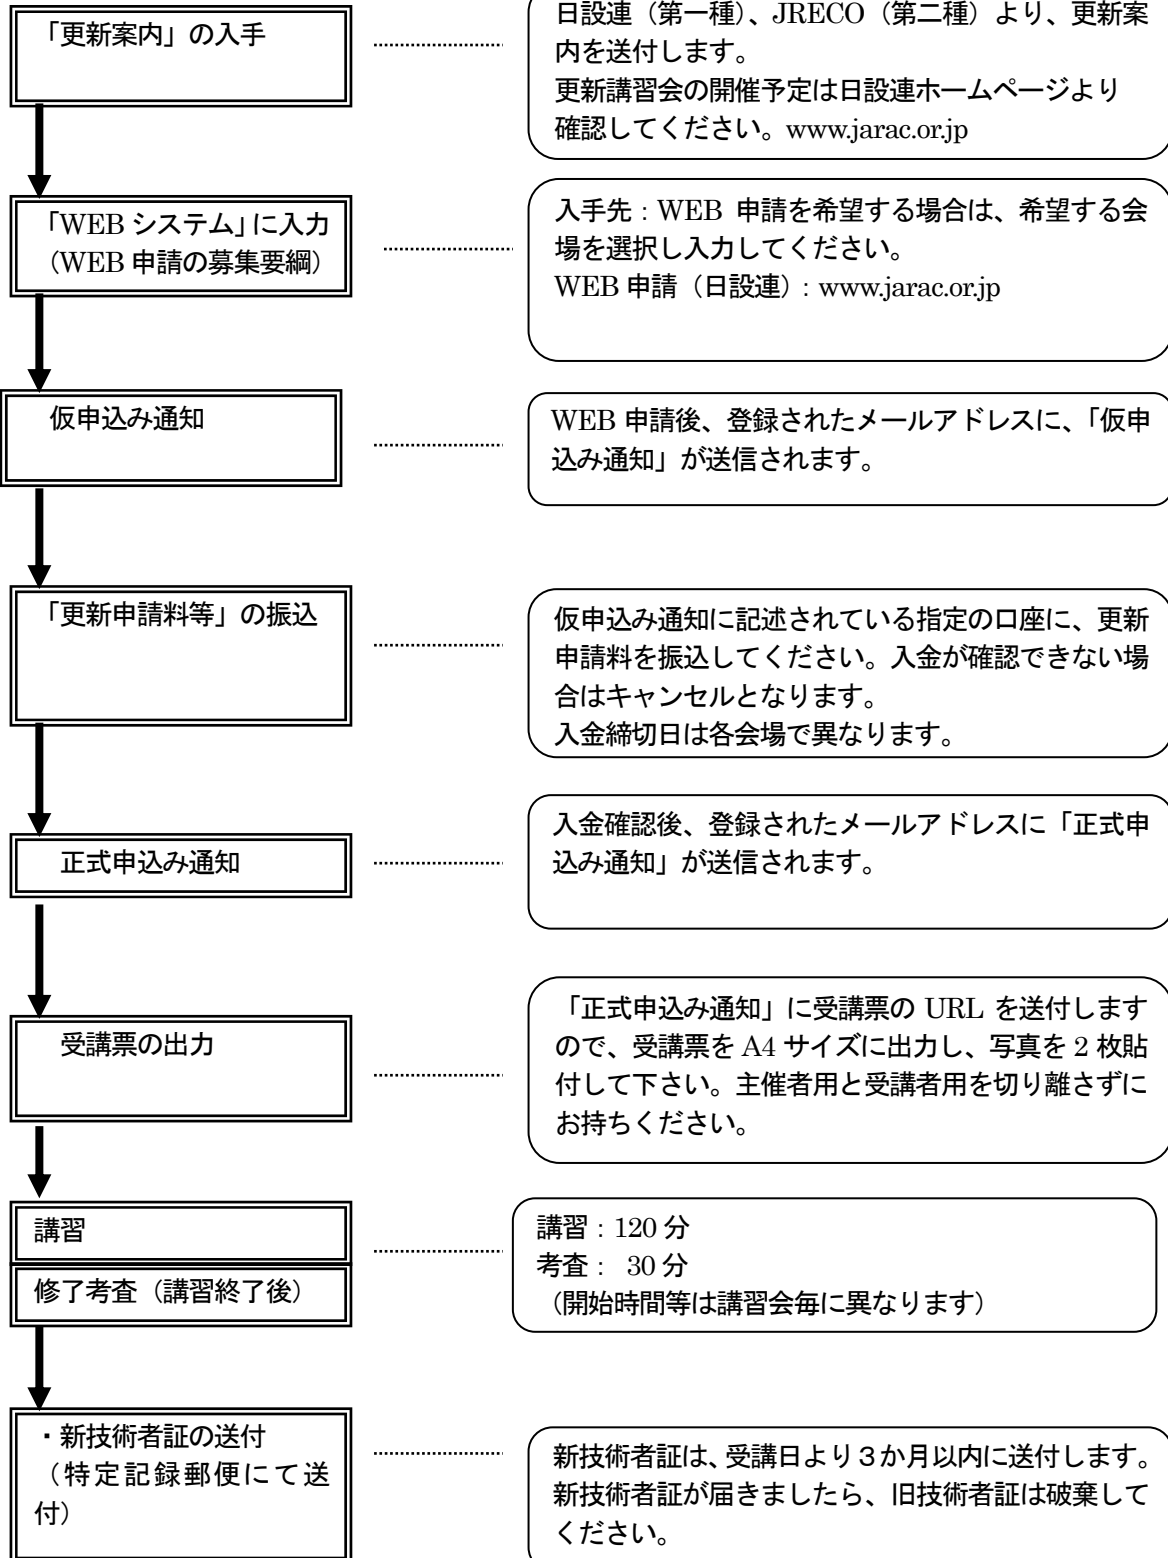 「更新案内」の入手
日設連（第一種）、JRECO（第二種）より、更新案
内を送付します。
更新講習会の開催予定は日設連ホームページより
確認してください。www.jarac.or.jp
「WEB システム」に入力
（WEB 申請の募集要綱）
入手先：WEB 申請を希望する場合は、希望する会
場を選択し入力してください。
WEB 申請（日設連）：www.jarac.or.jp
仮申込み通知
WEB 申請後、登録されたメールアドレスに、「仮申
込み通知」が送信されます。
「更新申請料等」の振込
仮申込み通知に記述されている指定の口座に、更新
申請料を振込してください。入金が確認できない場
合はキャンセルとなります。
入金締切日は各会場で異なります。
正式申込み通知
入金確認後、登録されたメールアドレスに「正式申
込み通知」が送信されます。
受講票の出力
「正式申込み通知」に受講票の URL を送付します
ので、受講票を A4 サイズに出力し、写真を 2 枚貼
付して下さい。主催者用と受講者用を切り離さずに
お持ちください。
講習
修了考査（講習終了後）
講習：120 分
考査： 30 分
（開始時間等は講習会毎に異なります）
・新技術者証の送付
（特定記録郵便にて送
付）
新技術者証は、受講日より３か月以内に送付します。
新技術者証が届きましたら、旧技術者証は破棄して
ください。